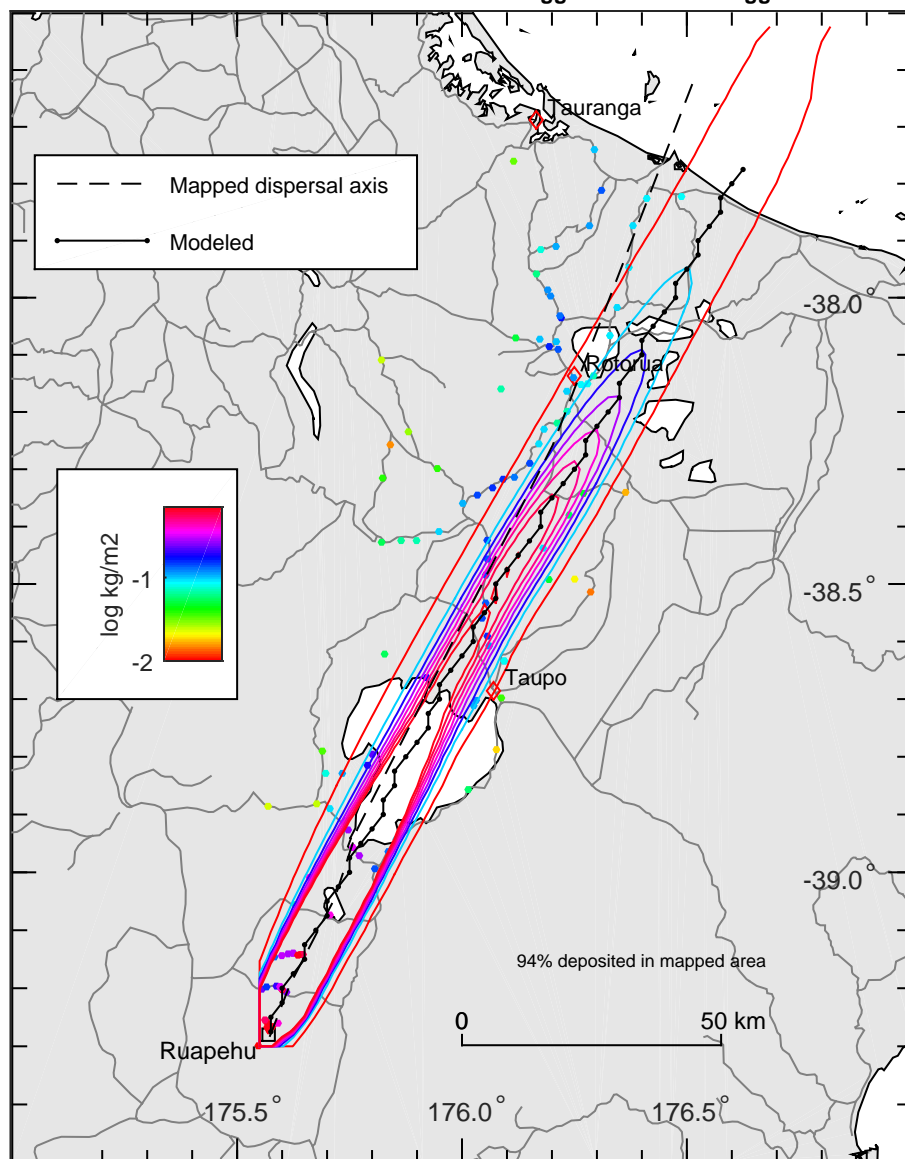 Tauranga
Mapped dispersal axis
Modeled
-38.0°
Rotorua
log kg/m2
-1
-2
-38.5°
Taupo
-39.0°
94% deposited in mapped area
0
50 km
Ruapehu
175.5°
176.0°
176.5°